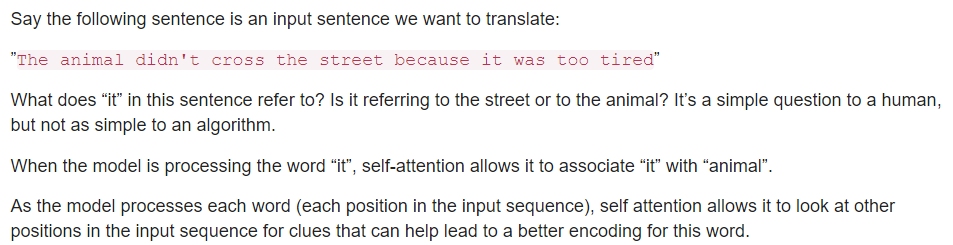 Say the following sentence is an input sentence we want to translate:
”The animal didn't cross the street because it was too tired”
What does “it” in this sentence refer to? Is it referring to the street or to the animal? It’s a simple question to a human,
but not as simple to an algorithm.
When the model is processing the word “it”, self-attention allows it to associate “it” with “animal”.
As the model processes each word (each position in the input sequence), self attention allows it to look at other
positions in the input sequence for clues that can help lead to a better encoding for this word.